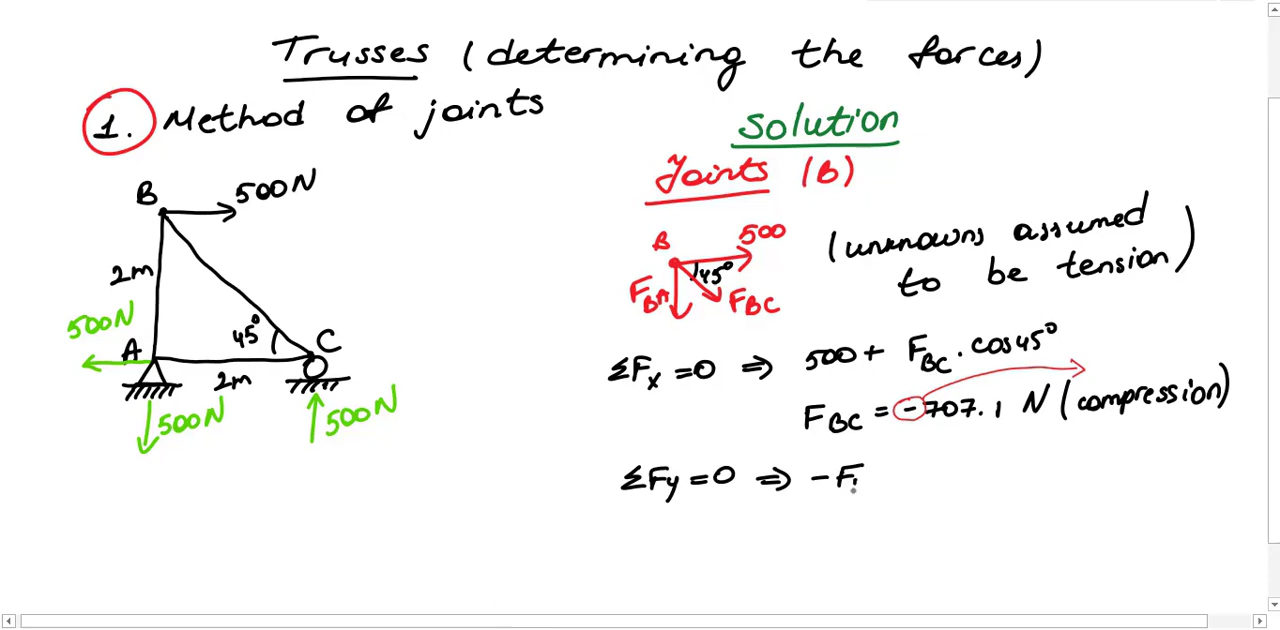 Trusses (determining the forces)
1. Method of joints
Solution
Joints (B)
B
500N
2m
500N
A
45°
C
2m
500N
500N
B
500
45°
FBA
FBC
(unknowns assumed
to be tension)
ΣFx = 0 ⇒ 500 + FBC . cos45°
FBC = -707.1 N (compression)
ΣFy = 0 ⇒ - F